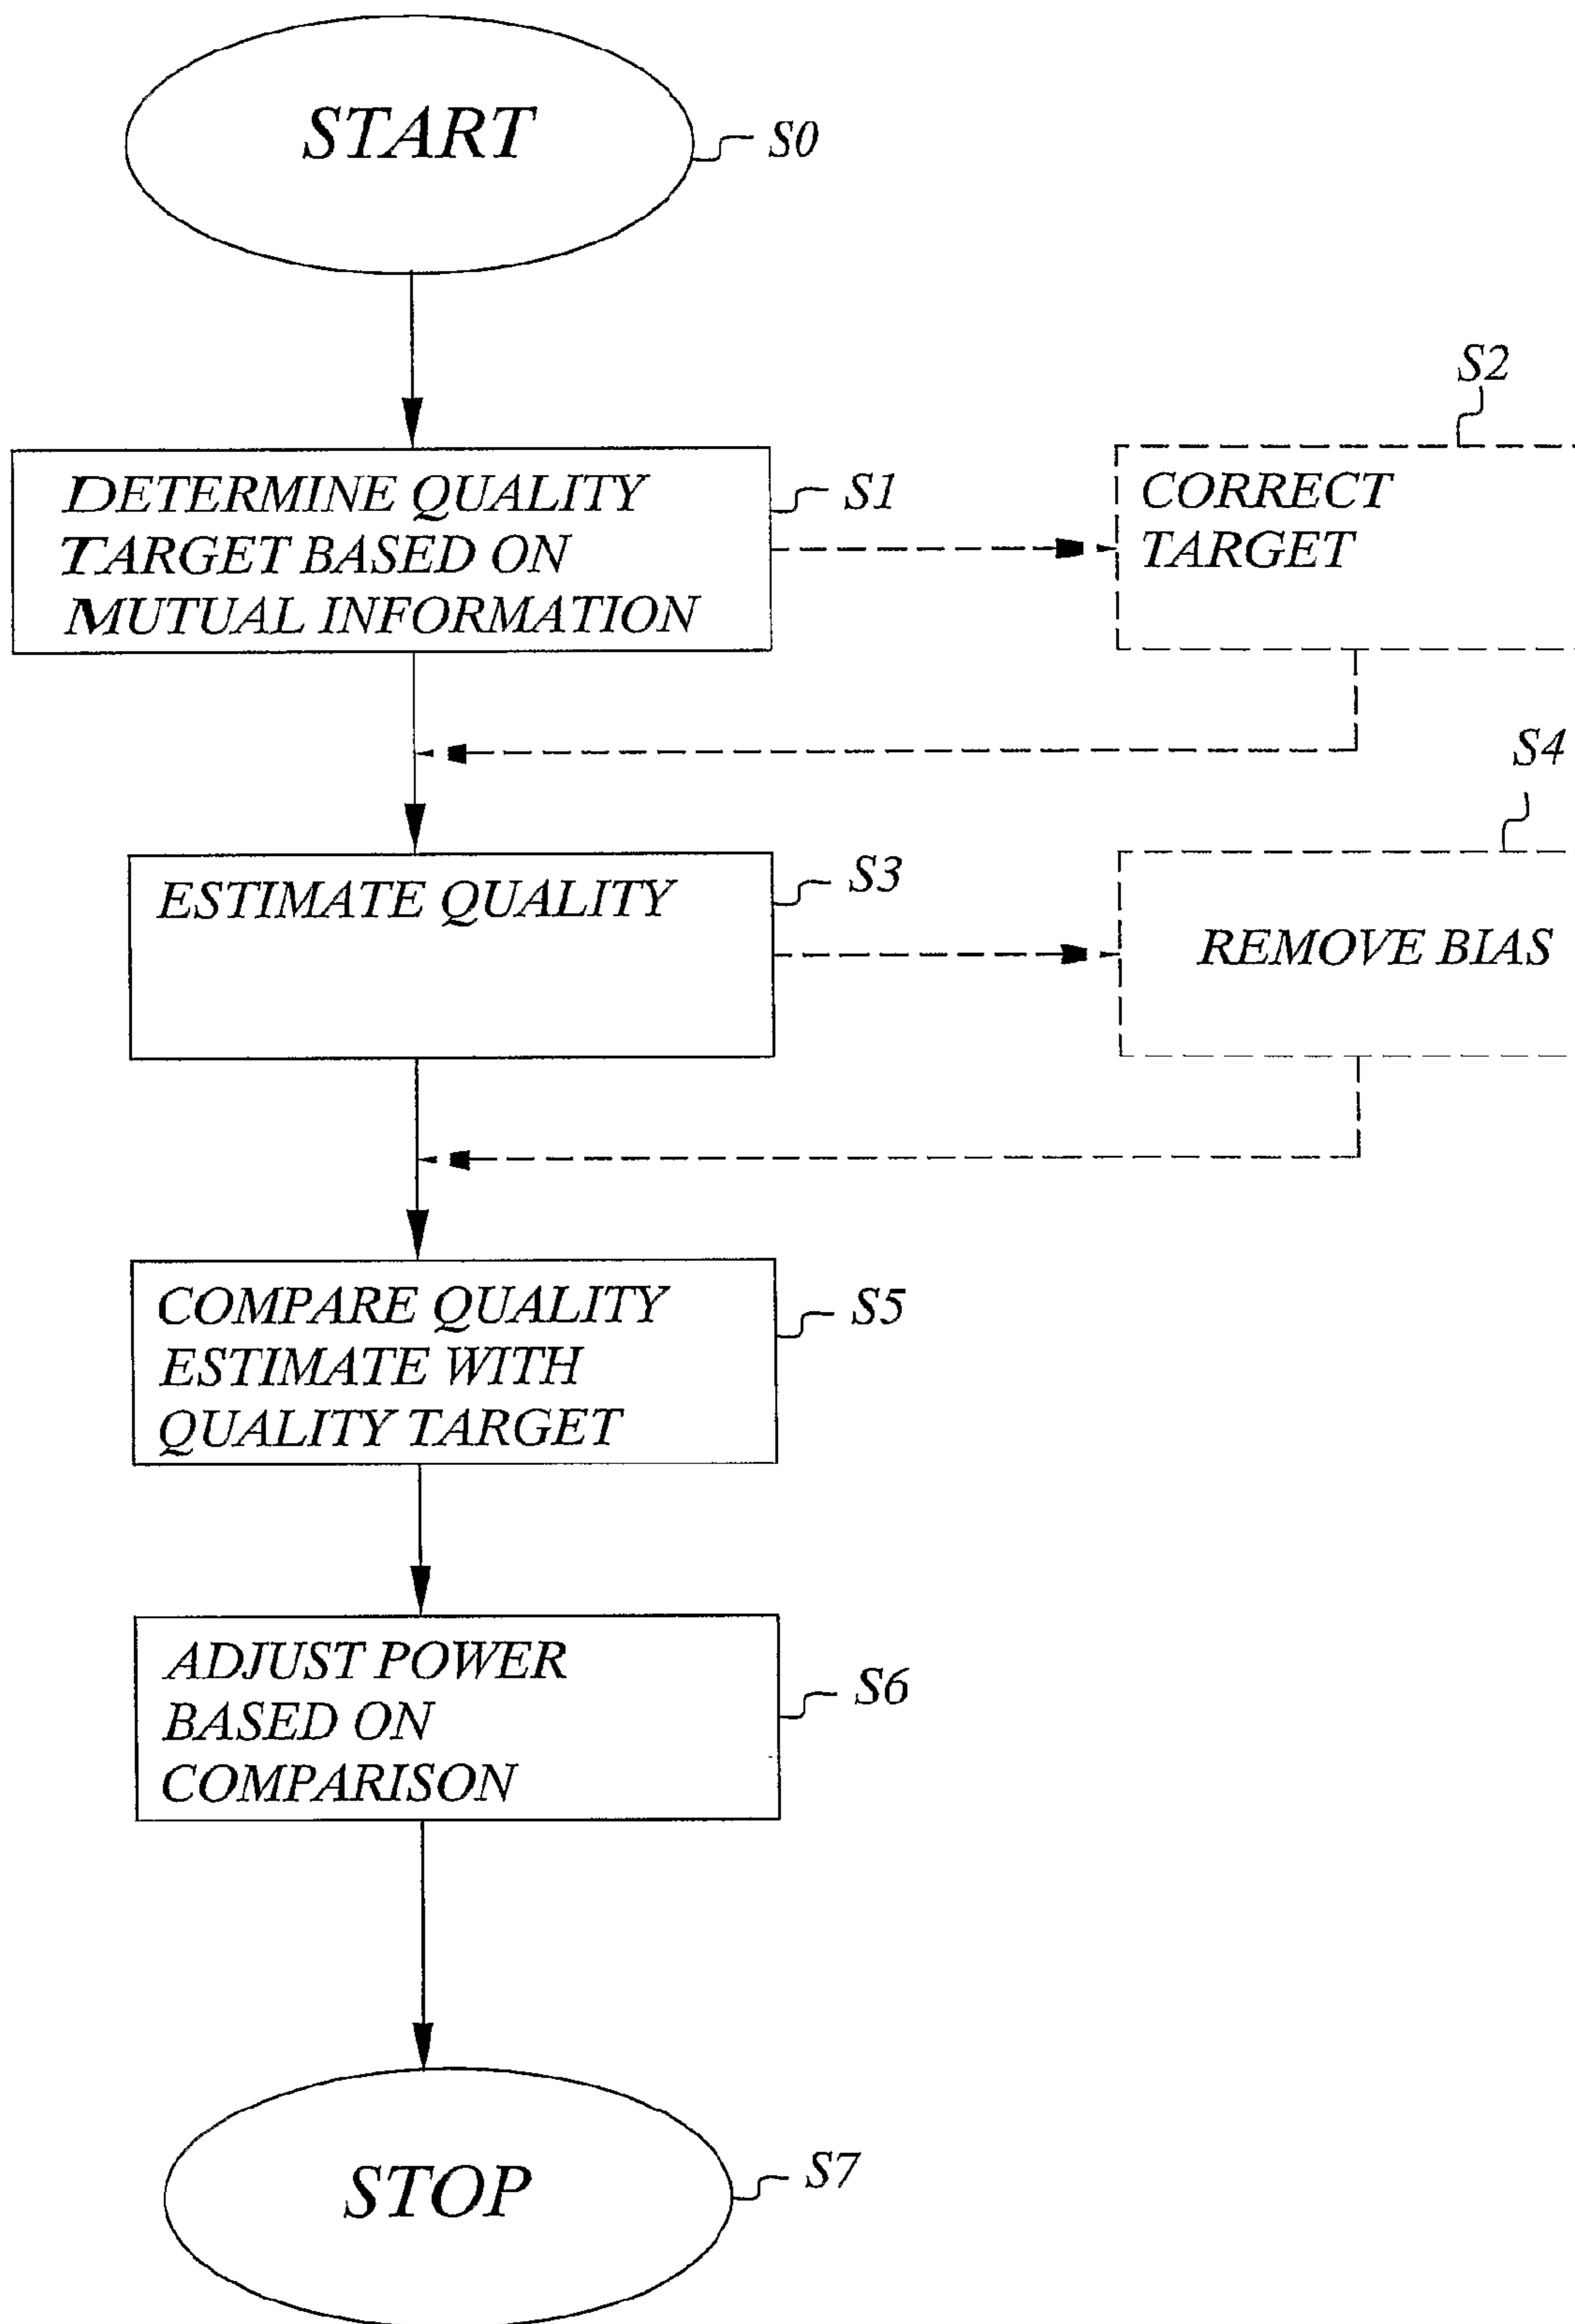 START
S0
S2
DETERMINE QUALITY
TARGET BASED ON
MUTUAL INFORMATION
S1
CORRECT
TARGET
S4
ESTIMATE QUALITY
S3
REMOVE BIAS
COMPARE QUALITY
ESTIMATE WITH
QUALITY TARGET
S5
ADJUST POWER
BASED ON
COMPARISON
S6
STOP
S7